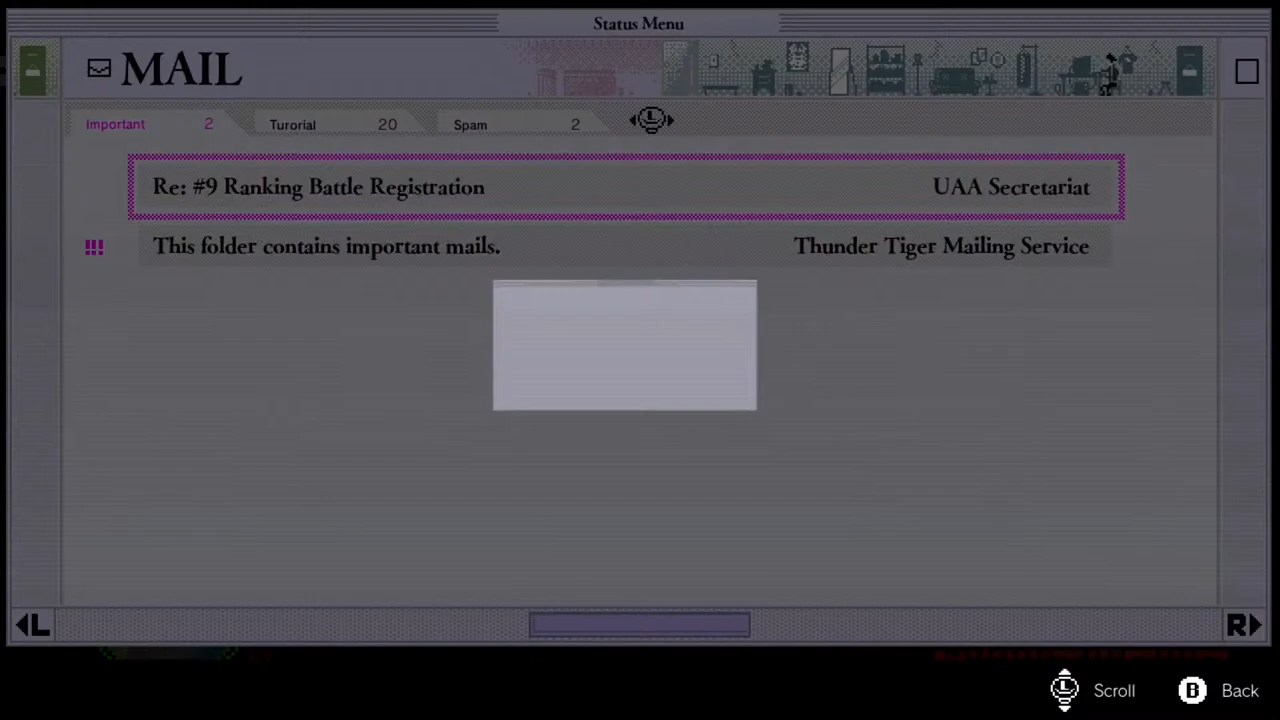 Status Menu
MAIL
Important 2
Turorial 20
Spam 2
L
Re: #9 Ranking Battle Registration UAA Secretariat
!!! This folder contains important mails. Thunder Tiger Mailing Service
L
R
L Scroll
B Back